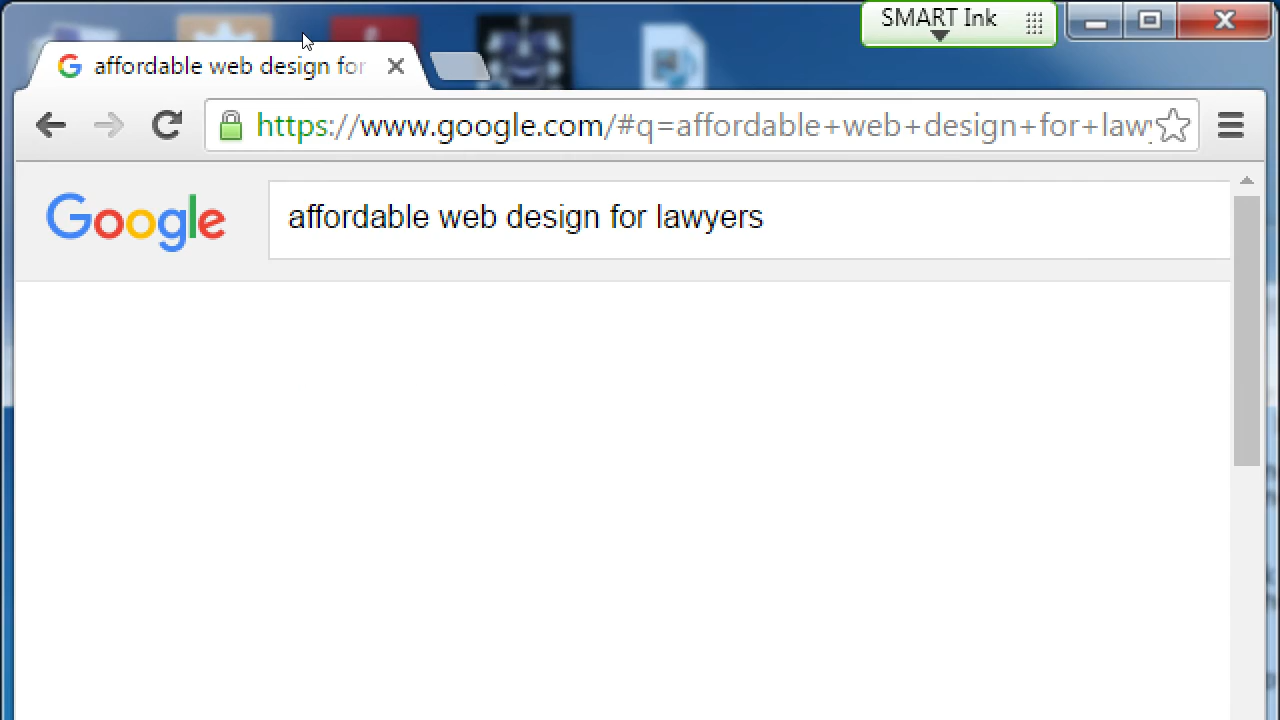 SMART Ink
affordable web design for
https://www.google.com/#q=affordable+web+design+for+lawy
Google
affordable web design for lawyers